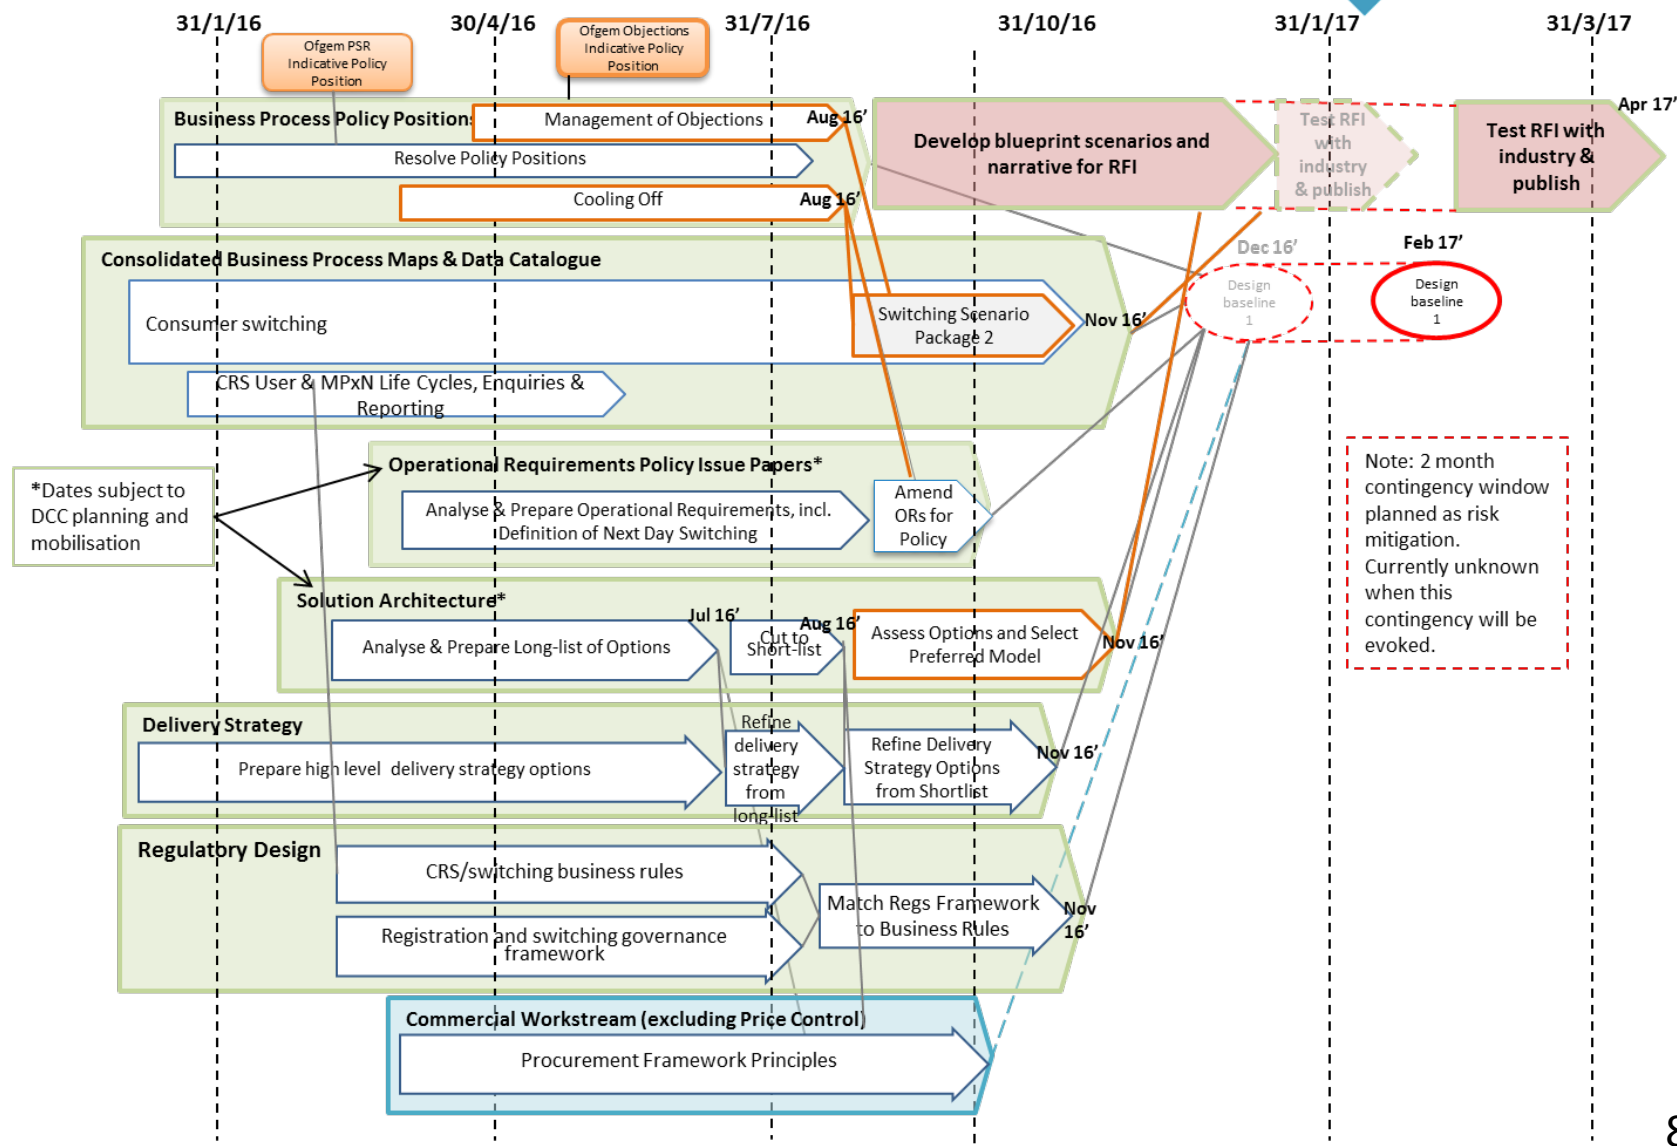 31/1/16
30/4/16
31/7/16
31/10/16
31/1/17
31/3/17
Ofgem PSR
Indicative Policy
Position
Ofgem Objections
Indicative Policy
Position
Business Process Policy Positions
Management of Objections
Aug 16'
Resolve Policy Positions
Cooling Off
Aug 16'
Develop blueprint scenarios and
narrative for RFI
Test RFI
with
industry
& publish
Apr 17'
Test RFI with
industry &
publish
Consolidated Business Process Maps & Data Catalogue
Consumer switching
Switching Scenario
Package 2
Nov 16'
CRS User & MPxN Life Cycles, Enquiries &
Reporting
Dec 16'
Design
baseline
1
Feb 17'
Design
baseline
1
*Dates subject to
DCC planning and
mobilisation
Operational Requirements Policy Issue Papers*
Analyse & Prepare Operational Requirements, incl.
Definition of Next Day Switching
Amend
ORs for
Policy
Note: 2 month
contingency window
planned as risk
mitigation.
Currently unknown
when this
contingency will be
evoked.
Solution Architecture*
Analyse & Prepare Long-list of Options
Jul 16'
Cut to
Short-list
Aug 16'
Assess Options and Select
Preferred Model
Nov 16'
Delivery Strategy
Prepare high level delivery strategy options
Refine
delivery
strategy
from
long-list
Refine Delivery
Strategy Options
from Shortlist
Nov 16'
Regulatory Design
CRS/switching business rules
Registration and switching governance
framework
Match Regs Framework
to Business Rules
Nov
16'
Commercial Workstream (excluding Price Control)
Procurement Framework Principles
8